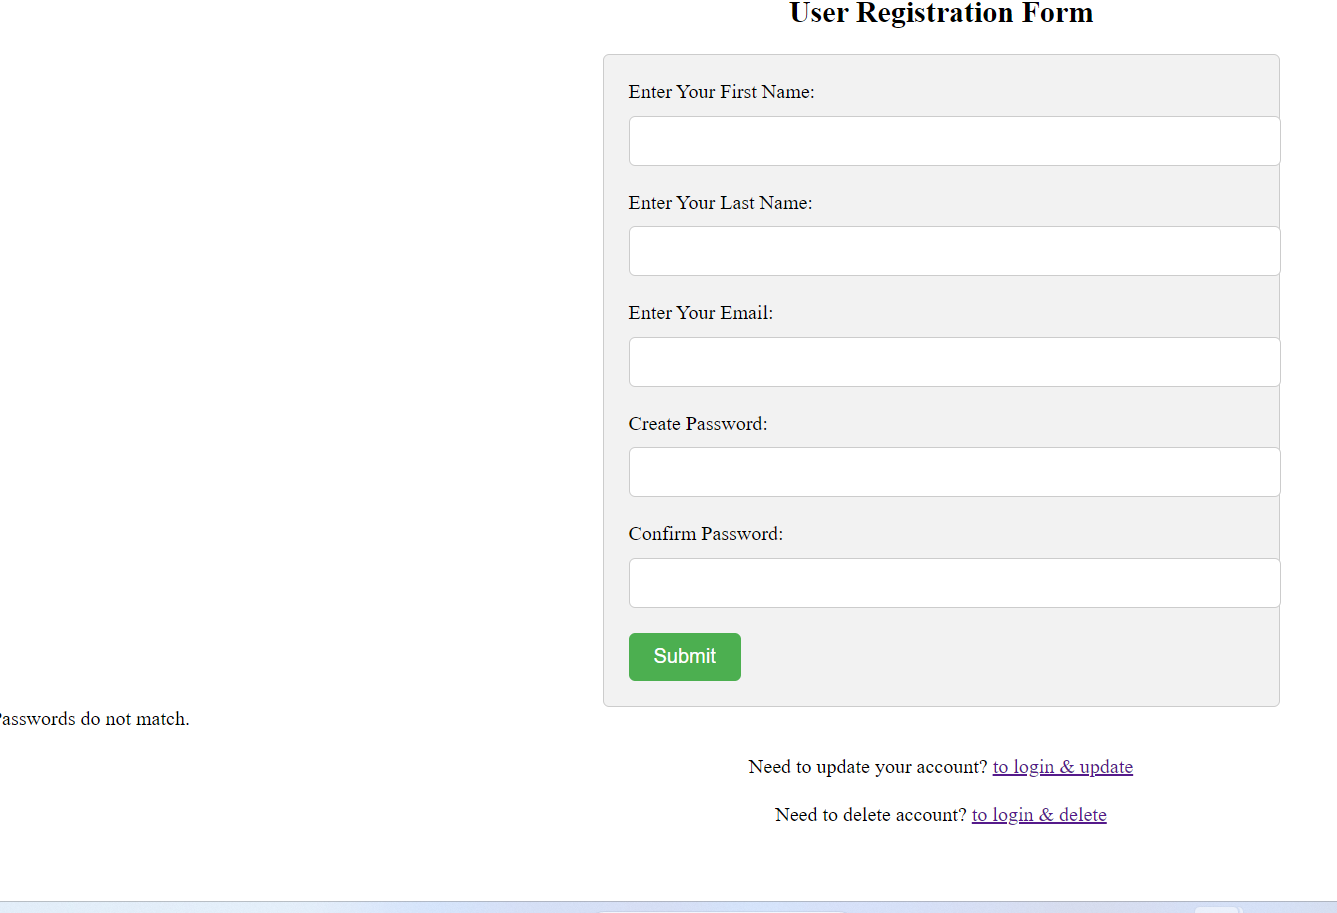 User Registration Form
Enter Your First Name:
Enter Your Last Name:
Enter Your Email:
Create Password:
Confirm Password:
Submit
Passwords do not match.
Need to update your account? to login & update
Need to delete account? to login & delete